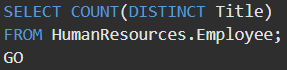 SELECT COUNT(DISTINCT Title)
FROM HumanResources.Employee;
GO